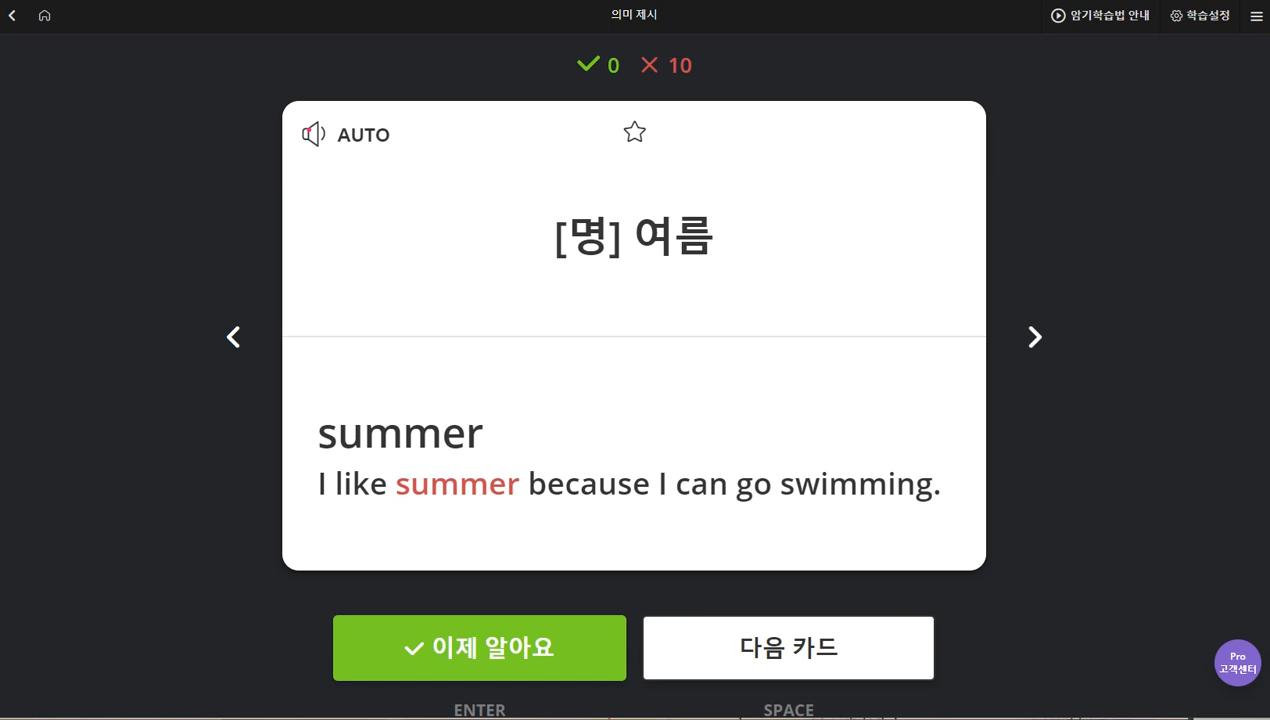 의미 제시
암기학습법 안내
학습설정
0
10
AUTO
[명] 여름
summer
I like summer because I can go swimming.
이제 알아요
다음 카드
ENTER
SPACE
Pro
고객센터